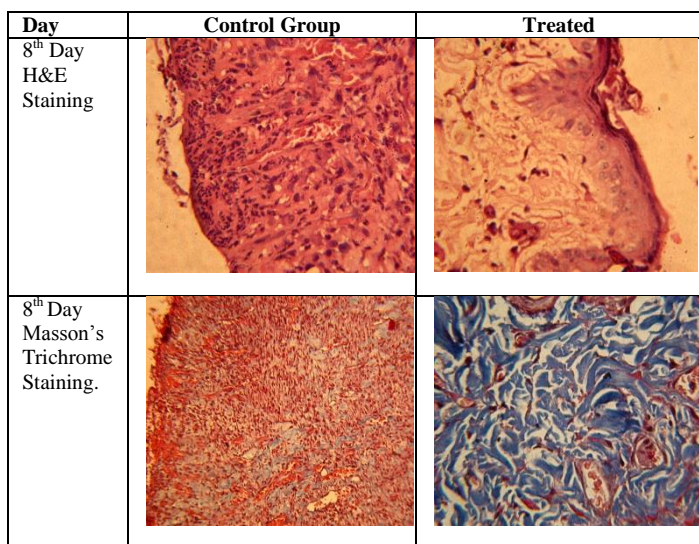 Day Control Group Treated
8th Day
H&E
Staining
8th Day
Masson's
Trichrome
Staining.